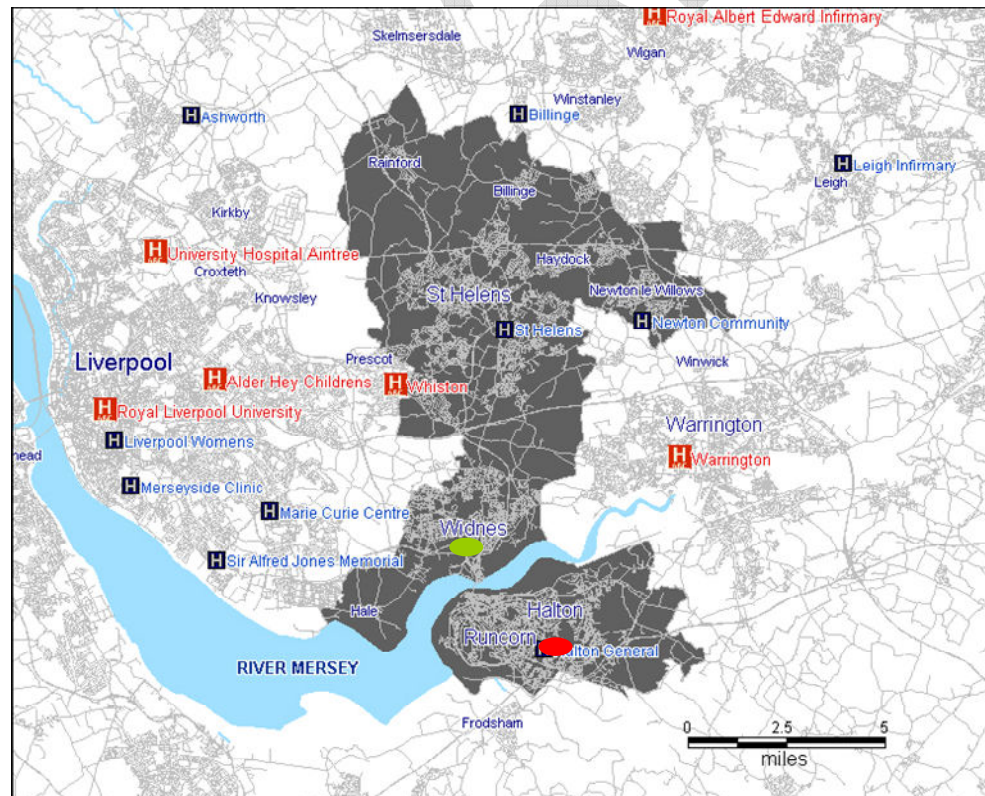 Royal Albert Edward Infirmary
Skelmsersdale
Wigan
Winstanley
H Ashworth
H Billinge
Rainford
H Leigh Infirmary
Leigh
Billinge
Kirkby
H University Hospital Aintree
Croxteth
Haydock
Knowsley
St Helens
Newton le Willows
H St Helens
H Newton Community
Liverpool
Prescot
Winwick
H Alder Hey Childrens
H Whiston
H Royal Liverpool University
Warrington
H Liverpool Womens
head
H Warrington
H Merseyside Clinic
H Marie Curie Centre
Widnes
H Sir Alfred Jones Memorial
Hale
Halton
Runcorn
General
RIVER MERSEY
Frodsham
0 2.5 5
miles